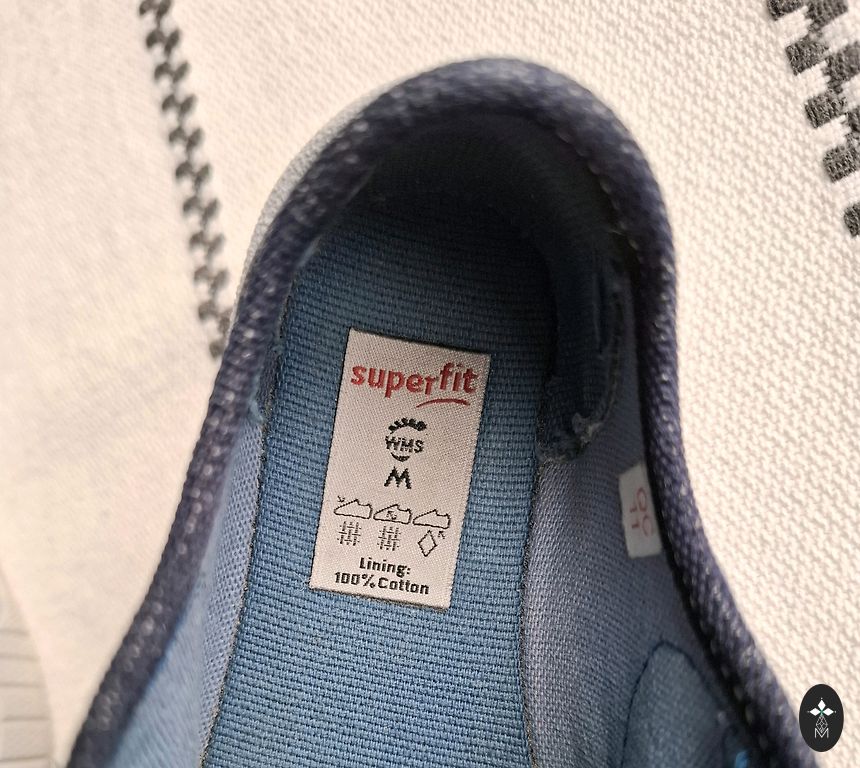 superfit
WMS
M
Lining:
100% Cotton